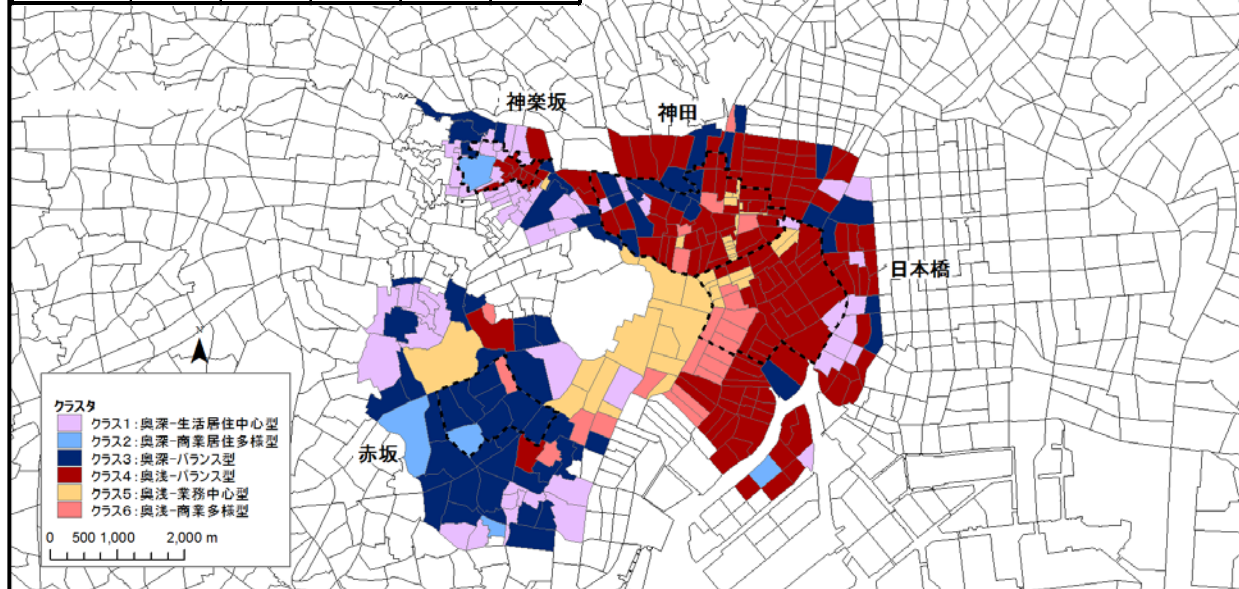 神楽坂
神田
日本橋
赤坂
N
クラスタ
クラス1：奥深-生活居住中心型
クラス2：奥深-商業居住多様型
クラス3：奥深-バランス型
クラス4：奥浅-バランス型
クラス5：奥浅-業務中心型
クラス6：奥浅-商業多様型
0 500 1,000 2,000 m